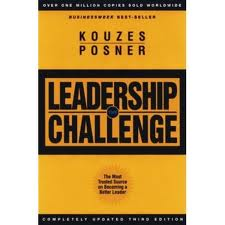 OVER ONE MILLION COPIES SOLD WORLDWIDE
BUSINESSWEEK BEST-SELLER
KOUZES
POSNER
THE
LEADERSHIP
CHALLENGE
The Most
Trusted Source
on Becoming a
Better Leader
COMPLETELY UPDATED THIRD EDITION